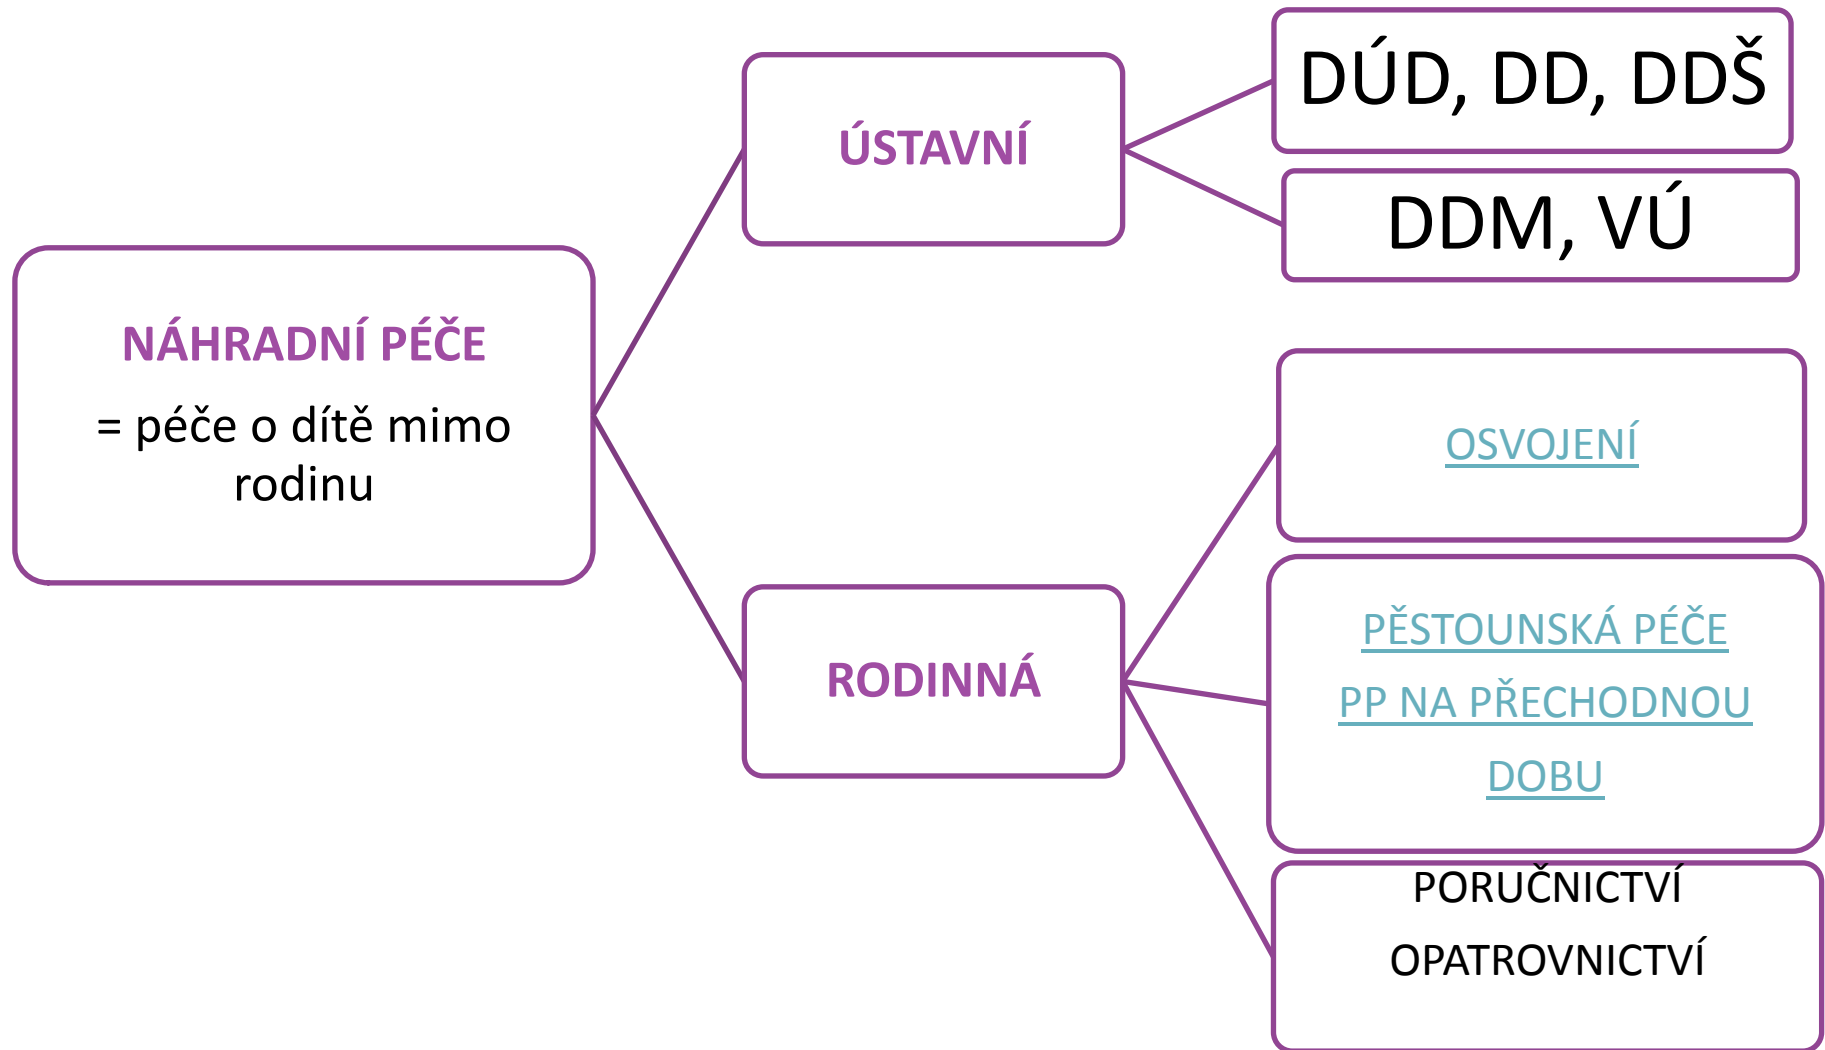 NÁHRADNÍ PÉČE
= péče o dítě mimo
rodinu
ÚSTAVNÍ
DÚD, DD, DDŠ
DDM, VÚ
RODINNÁ
OSVOJENÍ
PĚSTOUNSKÁ PÉČE
PP NA PŘECHODNOU
DOBU
PORUČNICTVÍ
OPATROVNICTVÍ